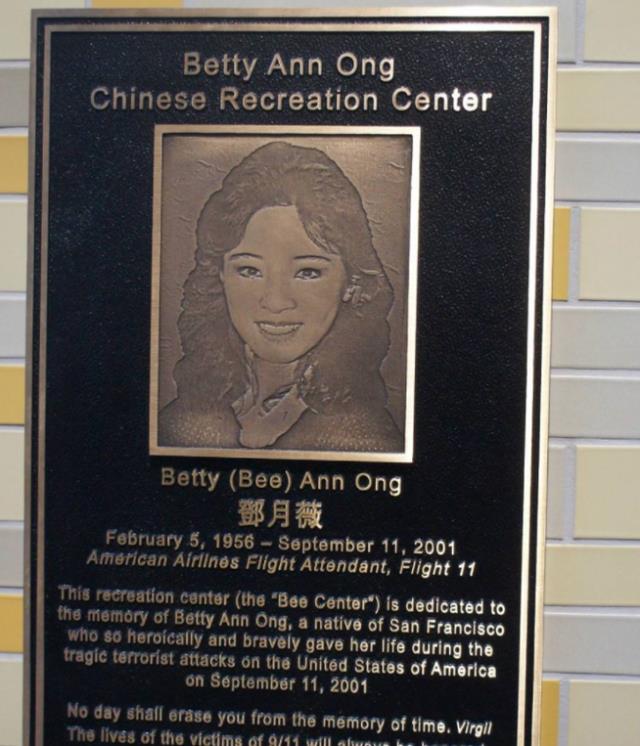 Betty Ann Ong
Chinese Recreation Center
Betty (Bee) Ann Ong
鄧月薇
February 5, 1956 – September 11, 2001
American Airlines Flight Attendant, Flight 11
This recreation center (the "Bee Center") is dedicated to
the memory of Betty Ann Ong, a native of San Francisco
who so heroically and bravely gave her life during the
tragic terrorist attacks on the United States of America
on September 11, 2001
No day shall erase you from the memory of time. Virgil
The lives of the victims of 9/11 will always be